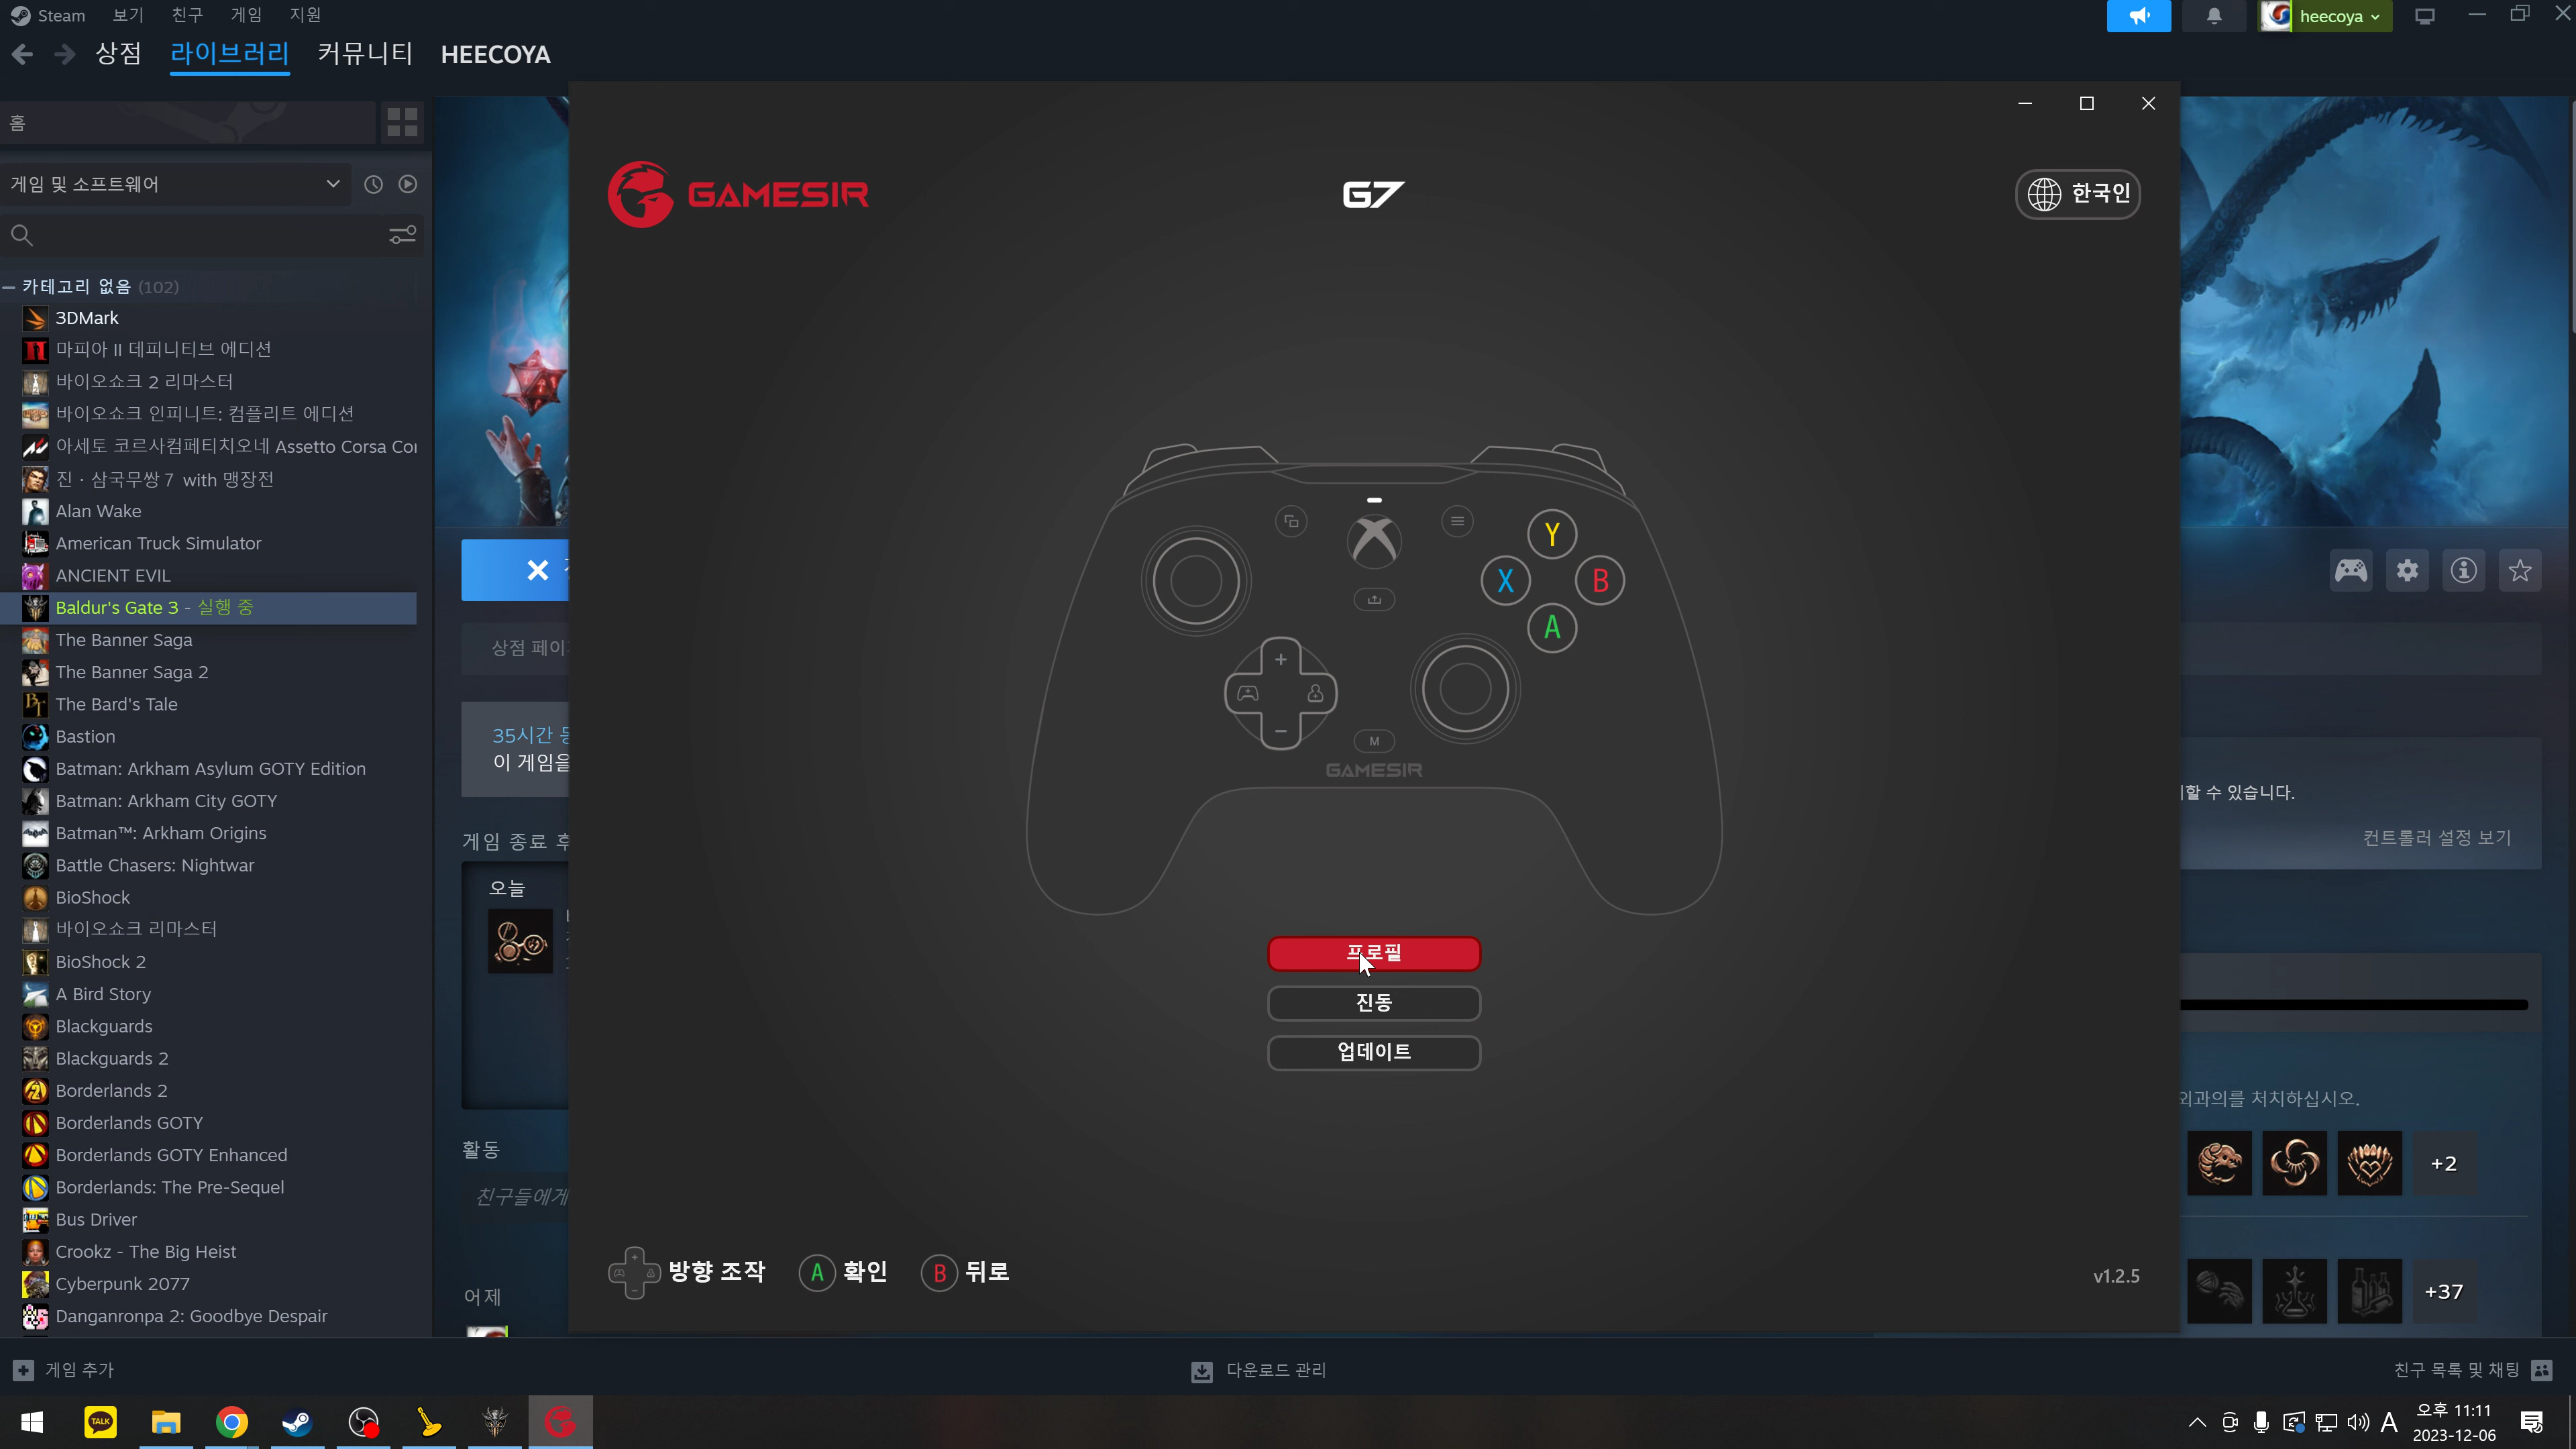 Steam 보기 친구 게임 지원
heecoya
상점 라이브러리 커뮤니티 HEECOYA
홈
게임 및 소프트웨어
카테고리 없음 (102)
3DMark
마피아 II 데피니티브 에디션
바이오쇼크 2 리마스터
바이오쇼크 인피니트: 컴플리트 에디션
아세토 코르사컴페티치오네 Assetto Corsa Co
진 · 삼국무쌍 7 with 맹장전
Alan Wake
American Truck Simulator
ANCIENT EVIL
Baldur's Gate 3 - 실행 중
The Banner Saga
The Banner Saga 2
The Bard's Tale
Bastion
Batman: Arkham Asylum GOTY Edition
Batman: Arkham City GOTY
Batman™: Arkham Origins
Battle Chasers: Nightwar
BioShock
바이오쇼크 리마스터
BioShock 2
A Bird Story
Blackguards
Blackguards 2
Borderlands 2
Borderlands GOTY
Borderlands GOTY Enhanced
Borderlands: The Pre-Sequel
Bus Driver
Crookz - The Big Heist
Cyberpunk 2077
Danganronpa 2: Goodbye Despair
상점 페이
35시간
이 게임을
게임 종료
오늘
활동
친구들에게
어제
GAMESIR
G7
한국인
Y
X
B
A
M
GAMESIR
프로필
진동
업데이트
방향 조작
A 확인
B 뒤로
v1.2.5
할 수 있습니다.
컨트롤러 설정 보기
외과의를 처치하십시오.
+2
+37
게임 추가
다운로드 관리
친구 목록 및 채팅
TALK
A
오후 11:11
2023-12-06